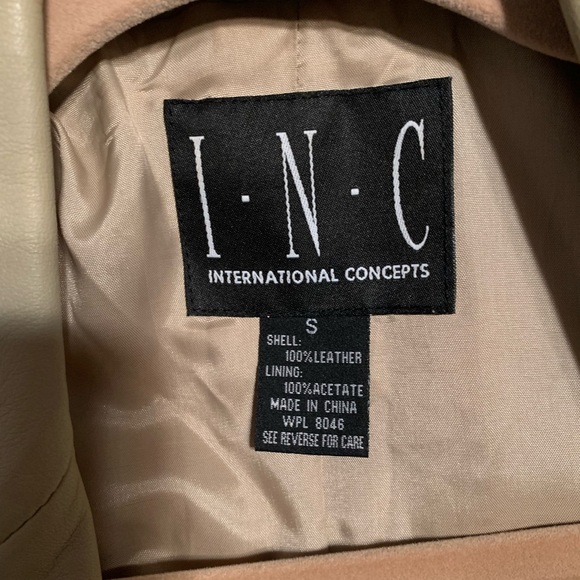 I·N·C
INTERNATIONAL CONCEPTS
S
SHELL:
100%LEATHER
LINING:
100%ACETATE
MADE IN CHINA
WPL 8046
SEE REVERSE FOR CARE